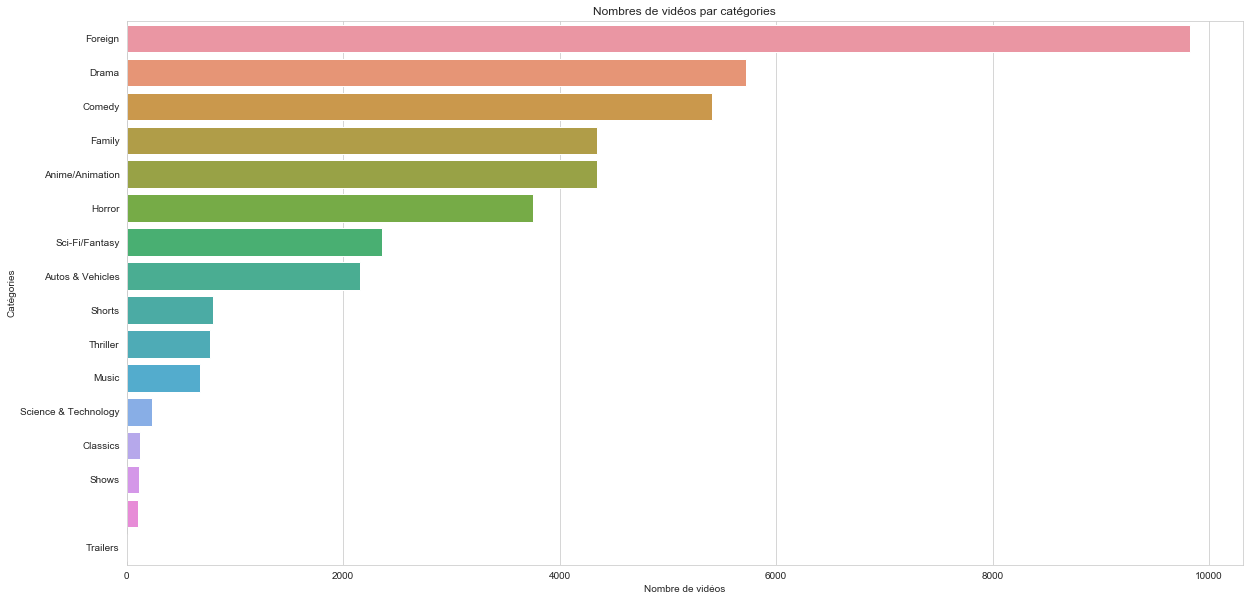 Nombres de vidéos par catégories
Foreign
Drama
Comedy
Family
Anime/Animation
Horror
Sci-Fi/Fantasy
Autos & Vehicles
Shorts
Thriller
Music
Science & Technology
Classics
Shows
Trailers
Catégories
0 2000 4000 6000 8000 10000
Nombre de vidéos